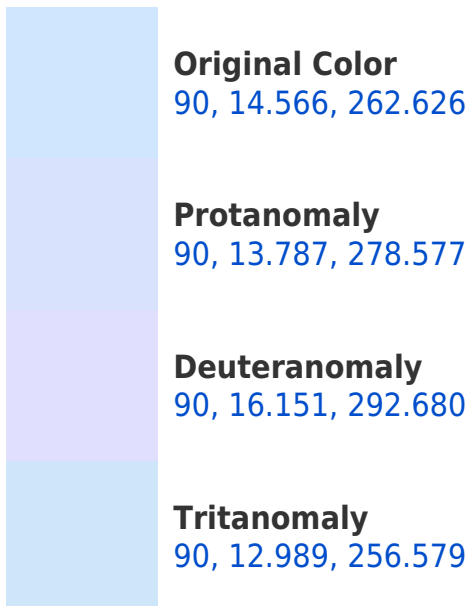 Original Color
90, 14.566, 262.626
Protanomaly
90, 13.787, 278.577
Deuteranomaly
90, 16.151, 292.680
Tritanomaly
90, 12.989, 256.579